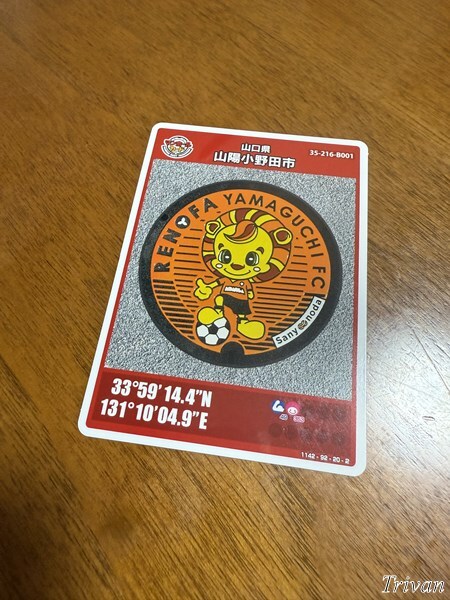 山口県
山陽小野田市
35-216-B001
RENOFA YAMAGUCHI FC
Sanyo onoda
33°59'14.4"N
131°10'04.9"E
1142-92-20-2
Trivan